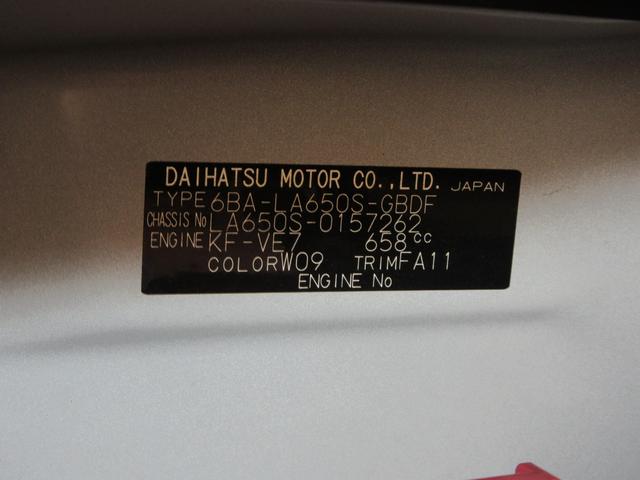 DAIHATSU MOTOR CO.,LTD. JAPAN
TYPE 6BA-LA650S-GBDF
CHASSIS No LA650S-0157262
ENGINE KF-VE7 658cc
COLOR W09 TRIM FA11
ENGINE No